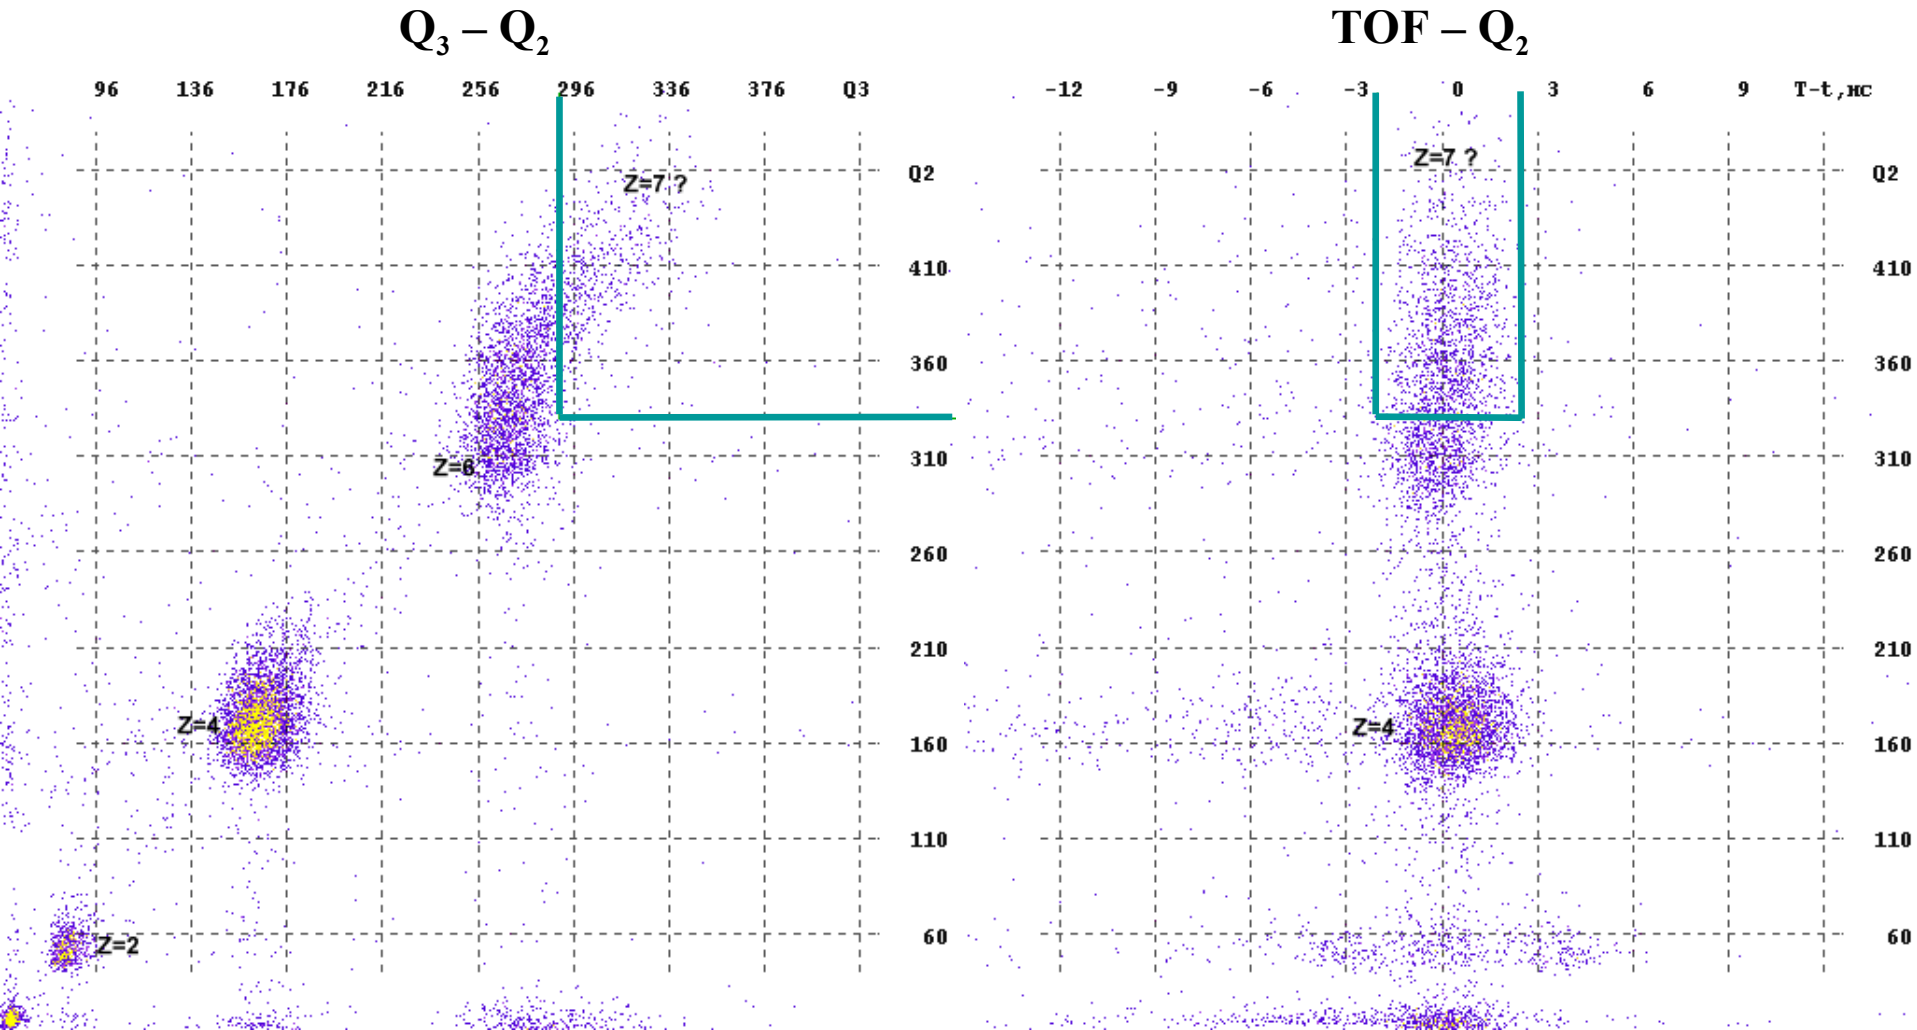 Q3 – Q2
TOF – Q2
96 136 176 216 256 296 336 376 Q3
-12 -9 -6 -3 0 3 6 9 T-t,нс
Z=7 ?
Z=7 ?
Q2
Q2
410
410
360
360
Z=6
310
310
260
260
210
210
Z=4
Z=4
160
160
110
110
Z=2
60
60